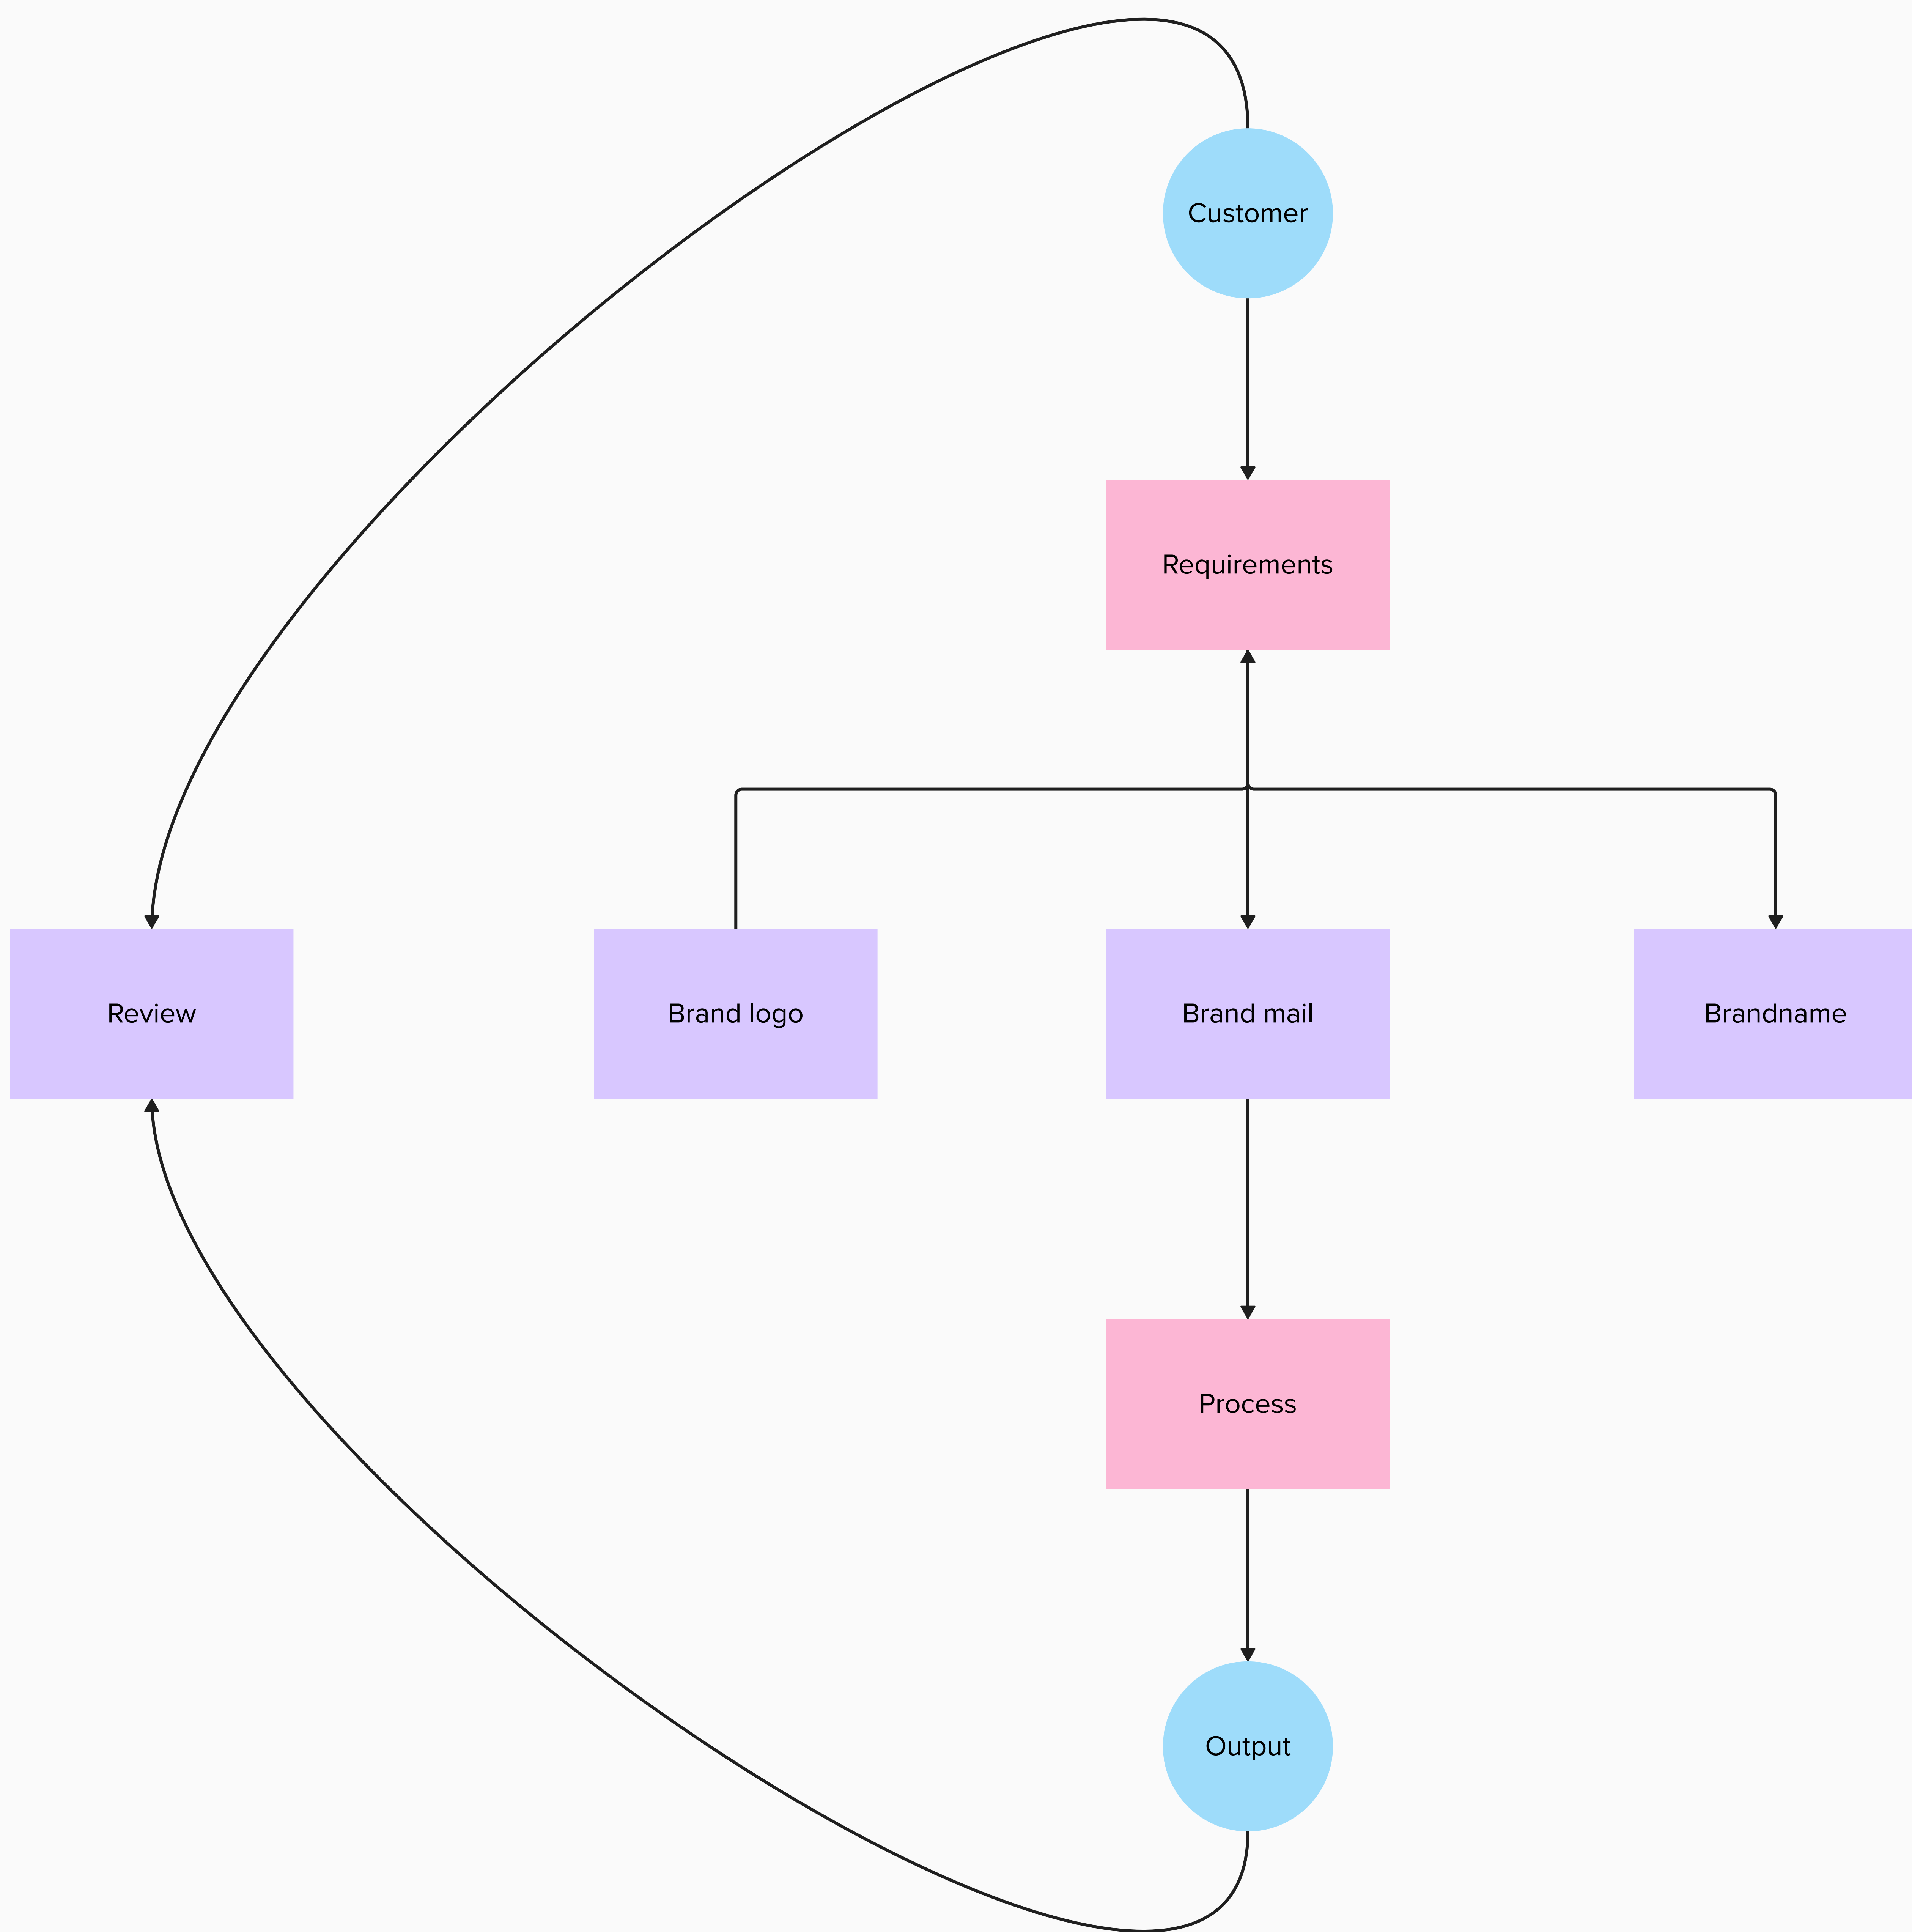 Customer
Requirements
Review
Brand logo
Brand mail
Brandname
Process
Output